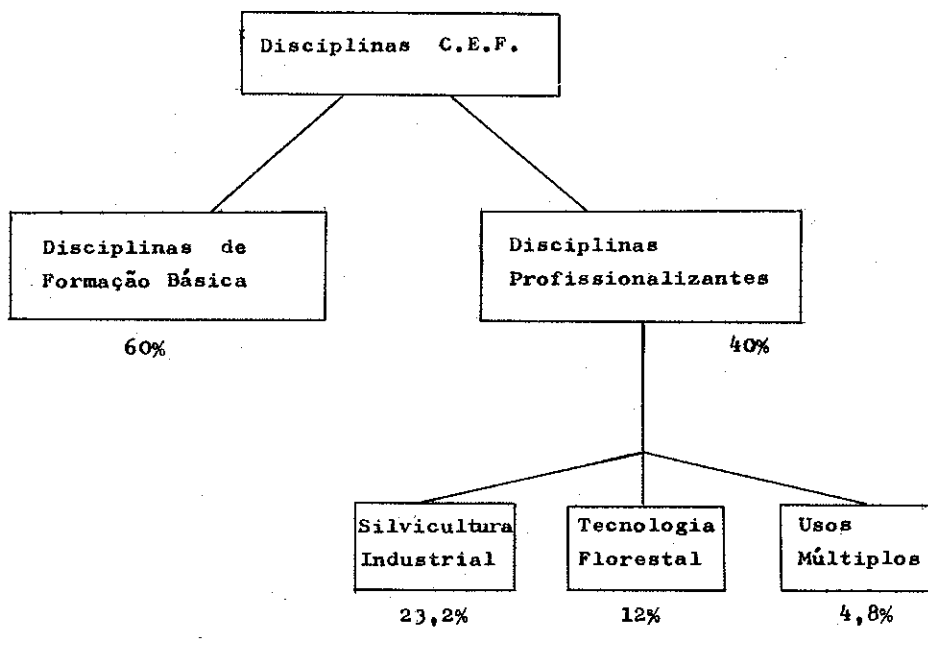 Disciplinas C.E.F.
Disciplinas de
Formação Básica
60%
Disciplinas
Profissionalizantes
40%
Silvicultura
Industrial
23,2%
Tecnologia
Florestal
12%
Usos
Múltiplos
4,8%